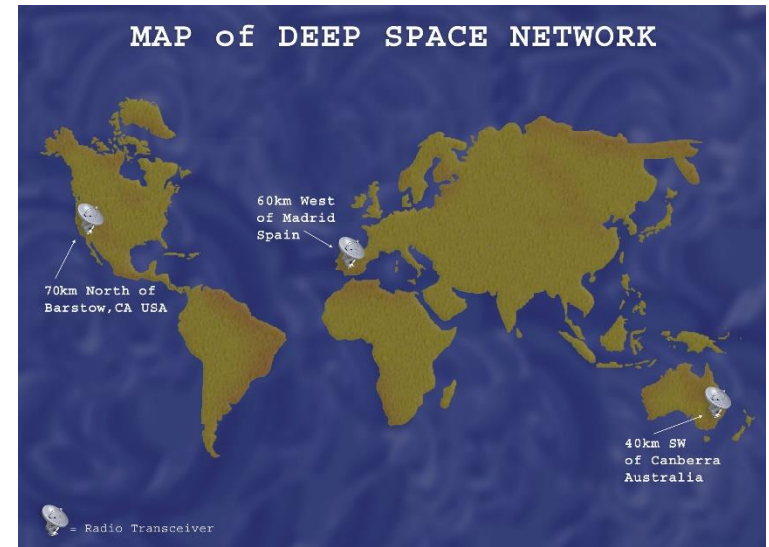 MAP of DEEP SPACE NETWORK
60km West
of Madrid
Spain
70km North of
Barstow,CA USA
40km SW
of Canberra
Australia
= Radio Transceiver